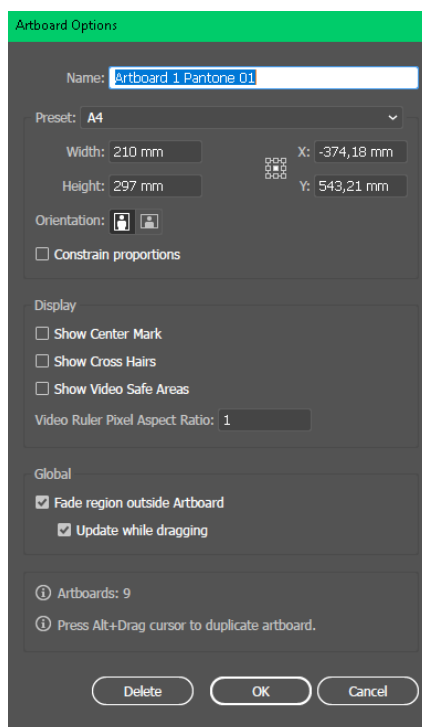 Artboard Options
Name: Artboard 1 Pantone 01
Preset: A4
Width: 210 mm X: -374,18 mm
Height: 297 mm Y: 543,21 mm
Orientation:
Constrain proportions
Display
Show Center Mark
Show Cross Hairs
Show Video Safe Areas
Video Ruler Pixel Aspect Ratio: 1
Global
Fade region outside Artboard
Update while dragging
Artboards: 9
Press Alt+Drag cursor to duplicate artboard.
Delete OK Cancel